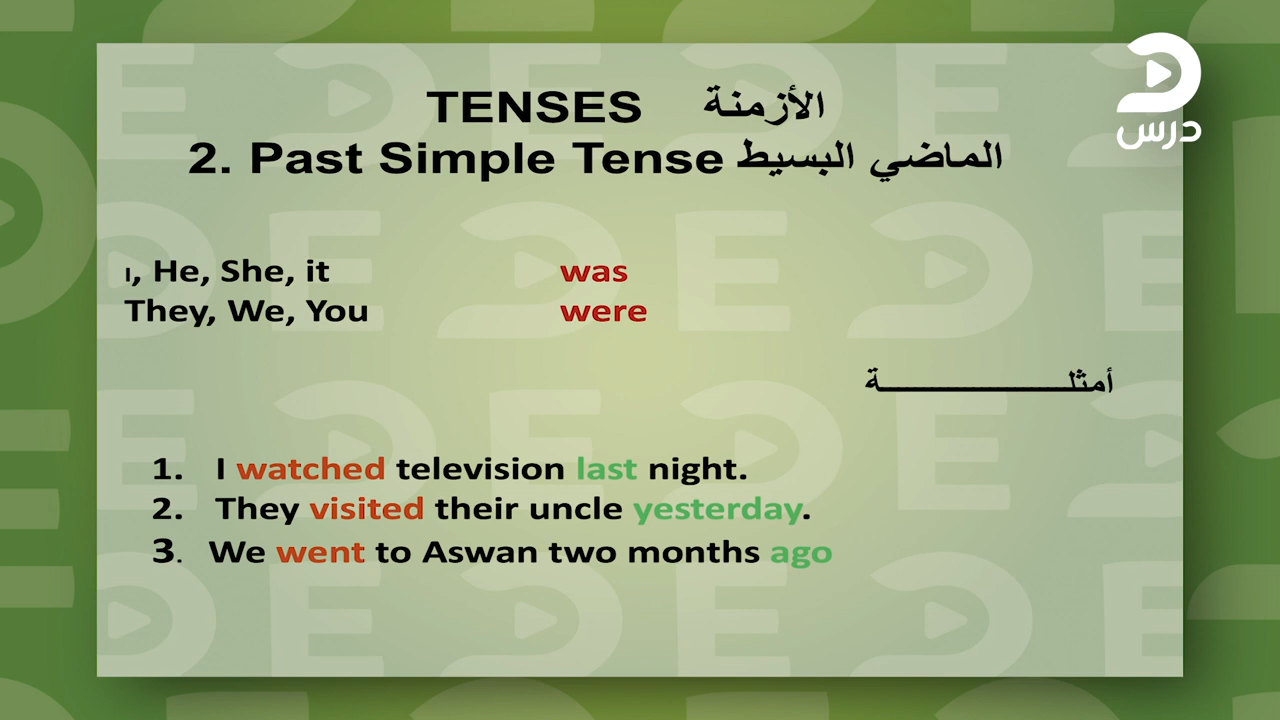 درس
TENSES الأزمنة
2. Past Simple Tense الماضي البسيط
I, He, She, it was
They, We, You were
أمثلـــــــــــــــــــــــة
1. I watched television last night.
2. They visited their uncle yesterday.
3. We went to Aswan two months ago